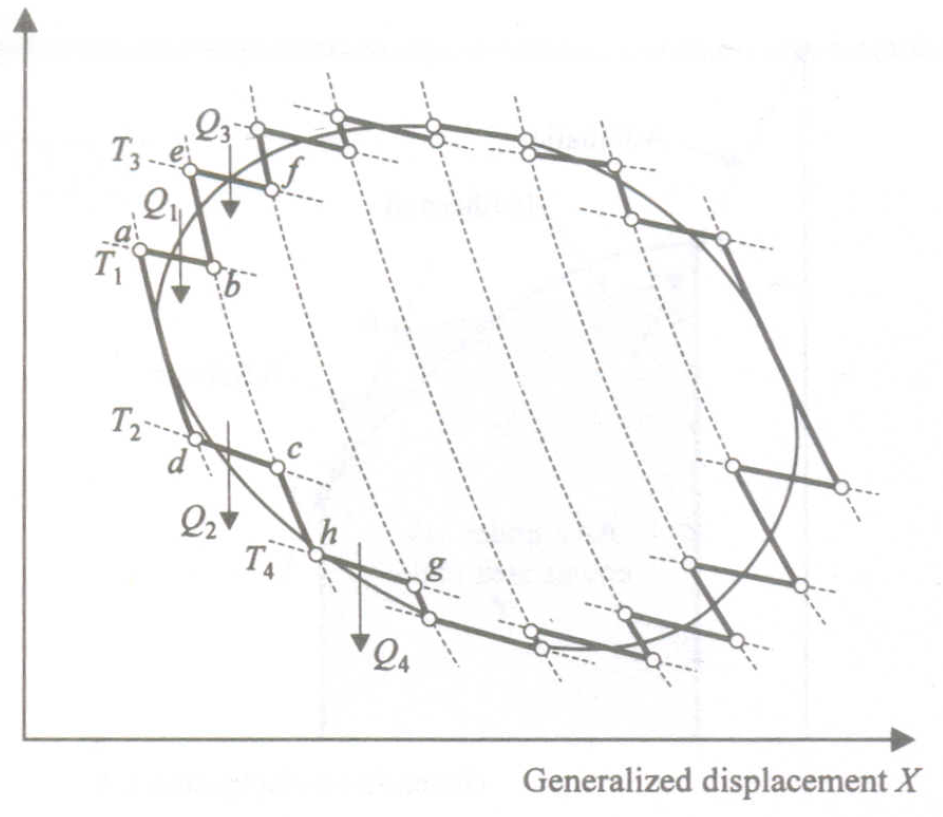 Q₃
T₃
e
f
Q₁
a
T₁
b
T₂
d
c
Q₂
h
T₄
g
Q₄
Generalized displacement X